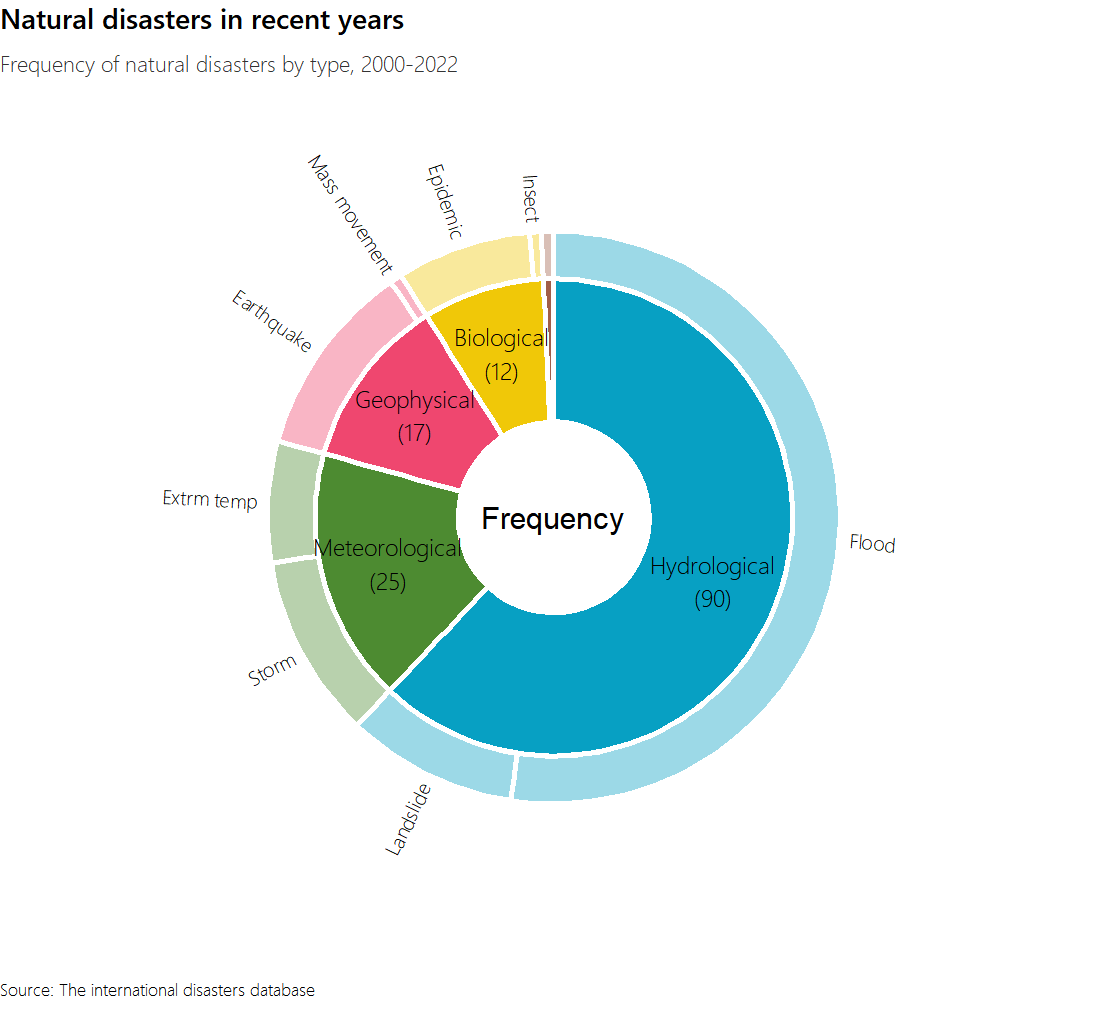 Natural disasters in recent years
Frequency of natural disasters by type, 2000-2022
Insect
Epidemic
Mass movement
Earthquake
Biological
(12)
Geophysical
(17)
Extrm temp
Frequency
Meteorological
(25)
Hydrological
(90)
Flood
Storm
Landslide
Source: The international disasters database